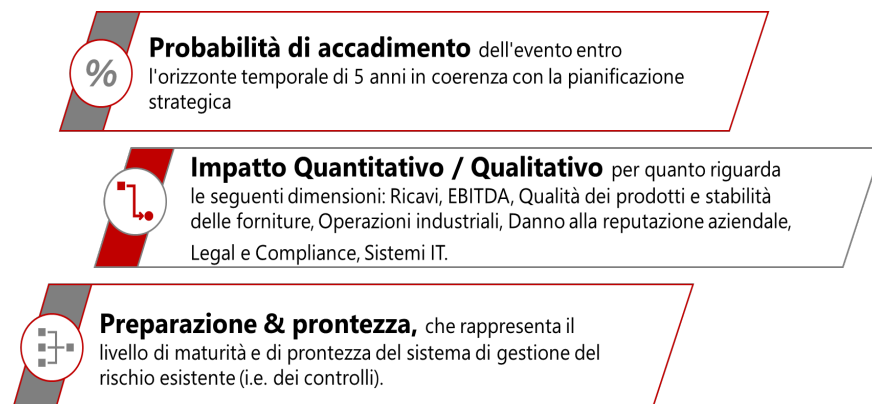 %
Probabilità di accadimento dell'evento entro
l'orizzonte temporale di 5 anni in coerenza con la pianificazione
strategica
Impatto Quantitativo / Qualitativo per quanto riguarda
le seguenti dimensioni: Ricavi, EBITDA, Qualità dei prodotti e stabilità
delle forniture, Operazioni industriali, Danno alla reputazione aziendale,
Legal e Compliance, Sistemi IT.
Preparazione & prontezza, che rappresenta il
livello di maturità e di prontezza del sistema di gestione del
rischio esistente (i.e. dei controlli).